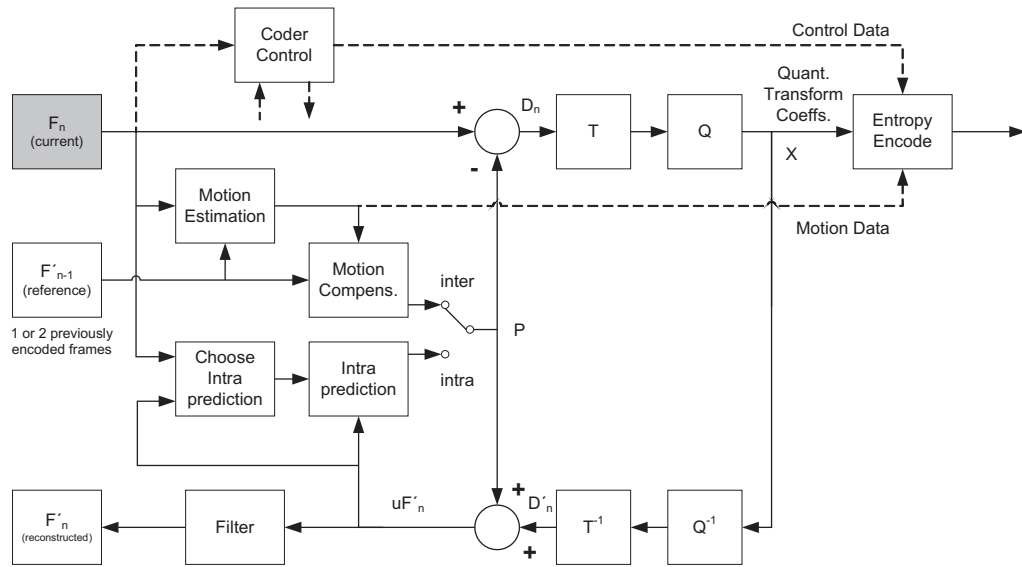 Coder
Control
Control Data
Quant.
Transform
Coeffs.
Fn
(current)
+
Dn
T
Q
Entropy
Encode
-
X
Motion
Estimation
Motion Data
F´n-1
(reference)
Motion
Compens.
inter
1 or 2 previously
encoded frames
P
Choose
Intra
prediction
Intra
prediction
intra
F´n
(reconstructed)
Filter
uF´n
+
D´n
+
T-1
Q-1